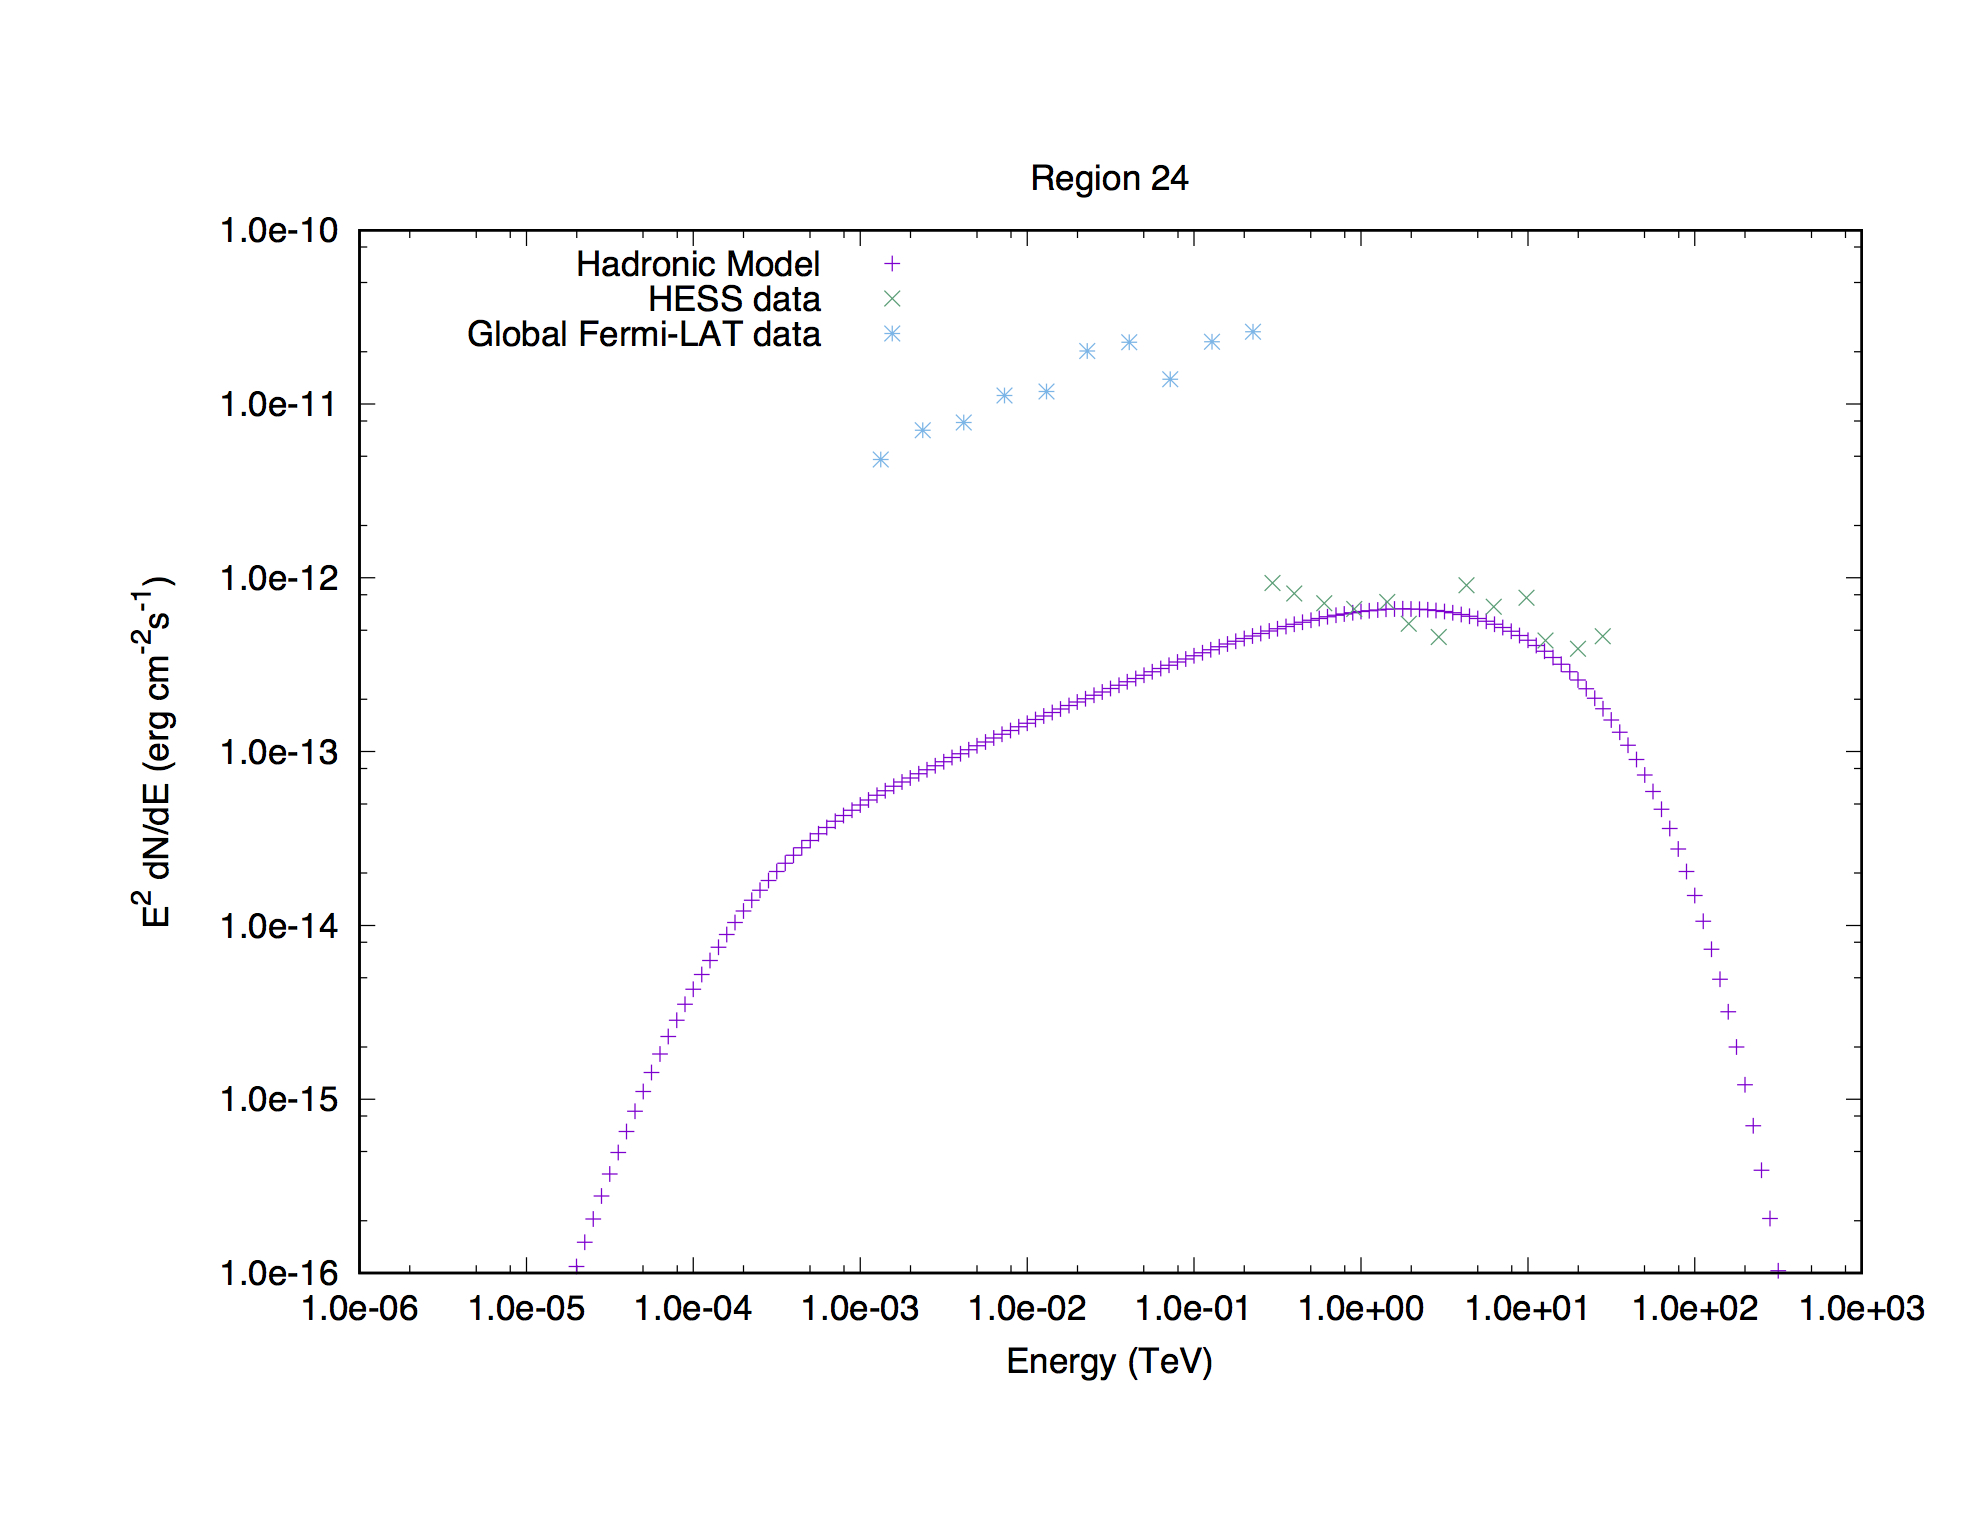 Region 24
1.0e-10
1.0e-11
1.0e-12
1.0e-13
1.0e-14
1.0e-15
1.0e-16
Hadronic Model
HESS data
Global Fermi-LAT data
E² dN/dE (erg cm⁻²s⁻¹)
1.0e-06 1.0e-05 1.0e-04 1.0e-03 1.0e-02 1.0e-01 1.0e+00 1.0e+01 1.0e+02 1.0e+03
Energy (TeV)